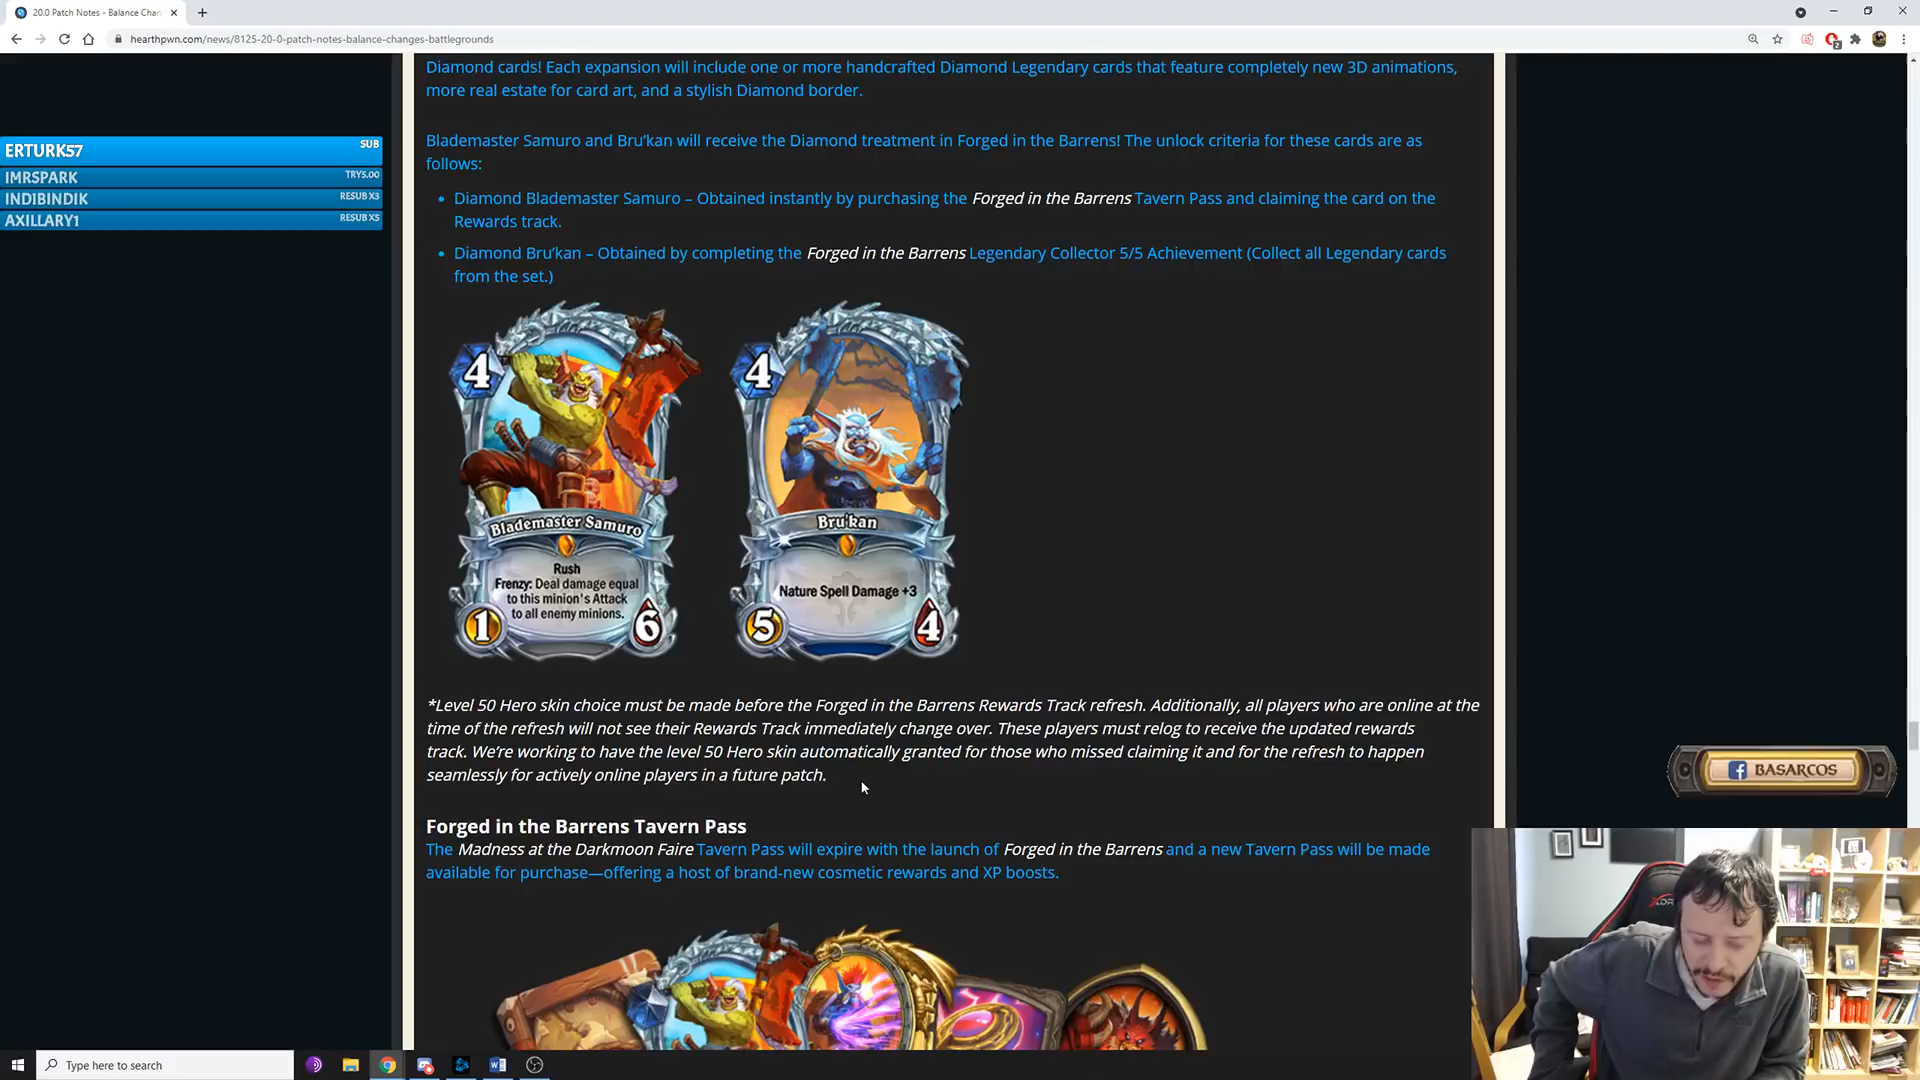 20.0 Patch Notes - Balance Chan
hearthpwn.com/news/8125-20-0-patch-notes-balance-changes-battlegrounds
Diamond cards! Each expansion will include one or more handcrafted Diamond Legendary cards that feature completely new 3D animations,
more real estate for card art, and a stylish Diamond border.
ERTURK57 SUB
IMRSPARK TRY5.00
INDIBINDIK RESUB X3
AXILLARY1 RESUB X5
Blademaster Samuro and Bru'kan will receive the Diamond treatment in Forged in the Barrens! The unlock criteria for these cards are as
follows:
• Diamond Blademaster Samuro – Obtained instantly by purchasing the Forged in the Barrens Tavern Pass and claiming the card on the
Rewards track.
• Diamond Bru'kan – Obtained by completing the Forged in the Barrens Legendary Collector 5/5 Achievement (Collect all Legendary cards
from the set.)
4
Blademaster Samuro
Rush
Frenzy: Deal damage equal
to this minion's Attack
to all enemy minions.
1 6
4
Bru'kan
Nature Spell Damage +3
5 4
*Level 50 Hero skin choice must be made before the Forged in the Barrens Rewards Track refresh. Additionally, all players who are online at the
time of the refresh will not see their Rewards Track immediately change over. These players must relog to receive the updated rewards
track. We're working to have the level 50 Hero skin automatically granted for those who missed claiming it and for the refresh to happen
seamlessly for actively online players in a future patch.
BASARCOS
Forged in the Barrens Tavern Pass
The Madness at the Darkmoon Faire Tavern Pass will expire with the launch of Forged in the Barrens and a new Tavern Pass will be made
available for purchase—offering a host of brand-new cosmetic rewards and XP boosts.
Type here to search